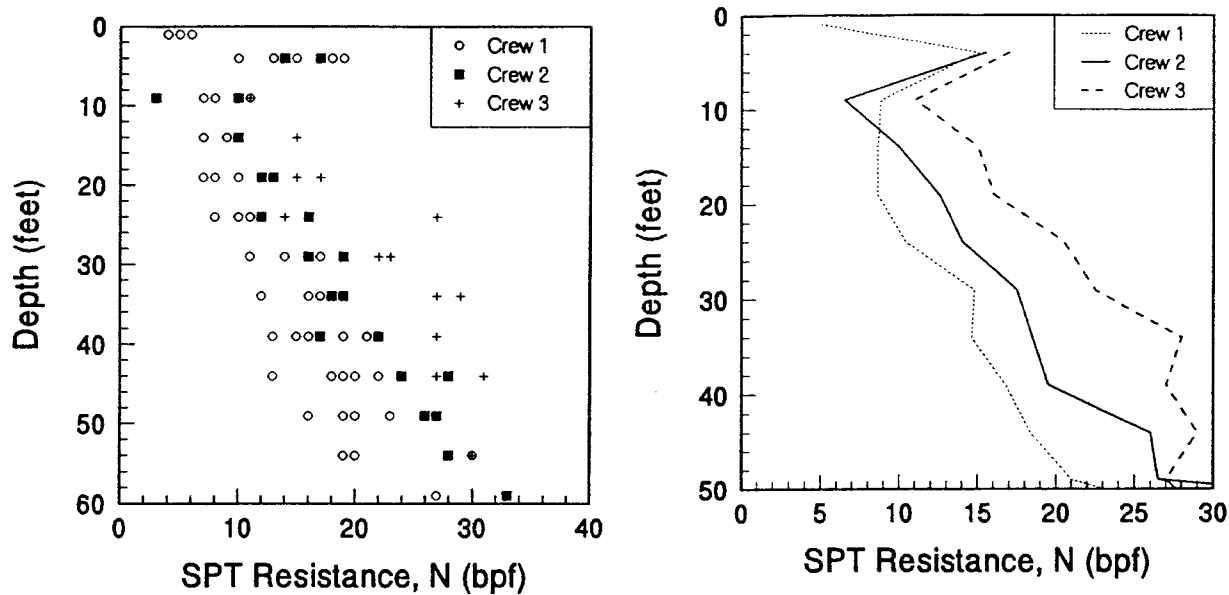 0
10
20
30
40
50
60
Depth (feet)
0 10 20 30 40
SPT Resistance, N (bpf)
Crew 1
Crew 2
Crew 3
0
10
20
30
40
50
Depth (feet)
0 5 10 15 20 25 30
SPT Resistance, N (bpf)
Crew 1
Crew 2
Crew 3